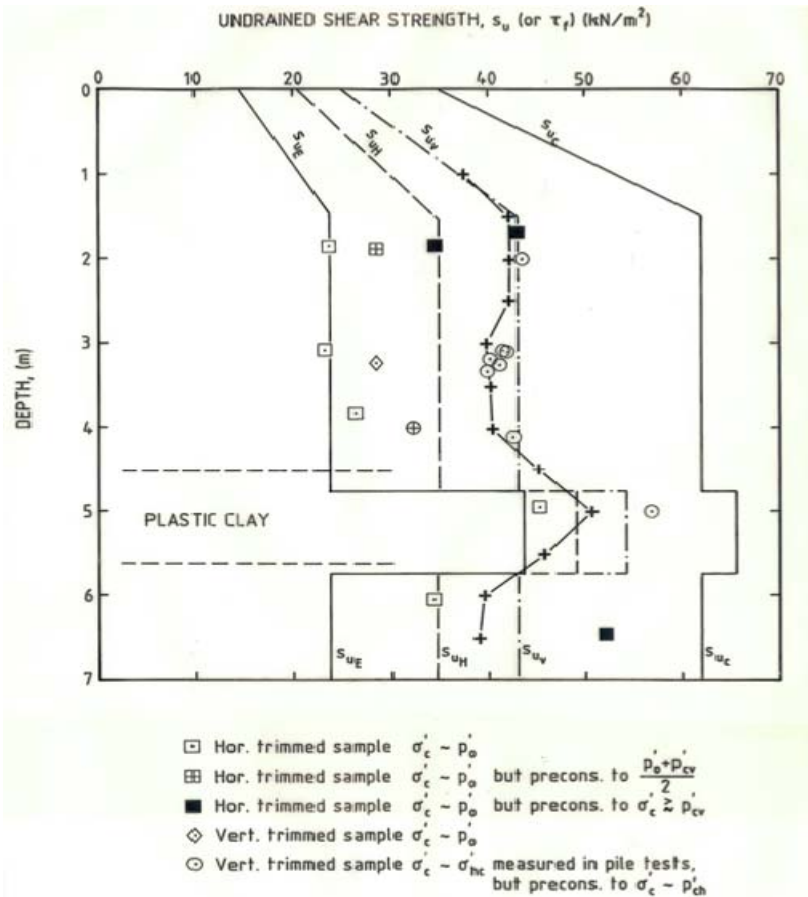 UNDRAINED SHEAR STRENGTH, su (or τf) (kN/m²)
0 10 20 30 40 50 60 70
0
1
2
3
4
5
6
7
DEPTH, (m)
suE
suH
suV
suC
PLASTIC CLAY
suE suH suV suC
Hor. trimmed sample σ'c ~ p'o
Hor. trimmed sample σ'c ~ p'o but precons. to (p'o + p'cv)/2
Hor. trimmed sample σ'c ~ p'o but precons. to σ'c ≳ p'cv
Vert. trimmed sample σ'c ~ p'o
Vert. trimmed sample σ'c ~ σ'hc measured in pile tests,
but precons. to σ'c ~ p'ch